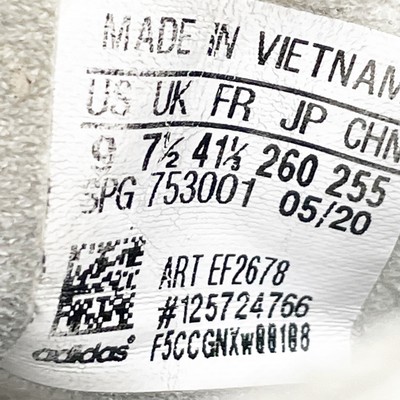 MADE IN VIETNAM
US UK FR JP CHN
9 7½ 41⅓ 260 255
SPG 753001 05/20
ART EF2678
#125724766
adidas